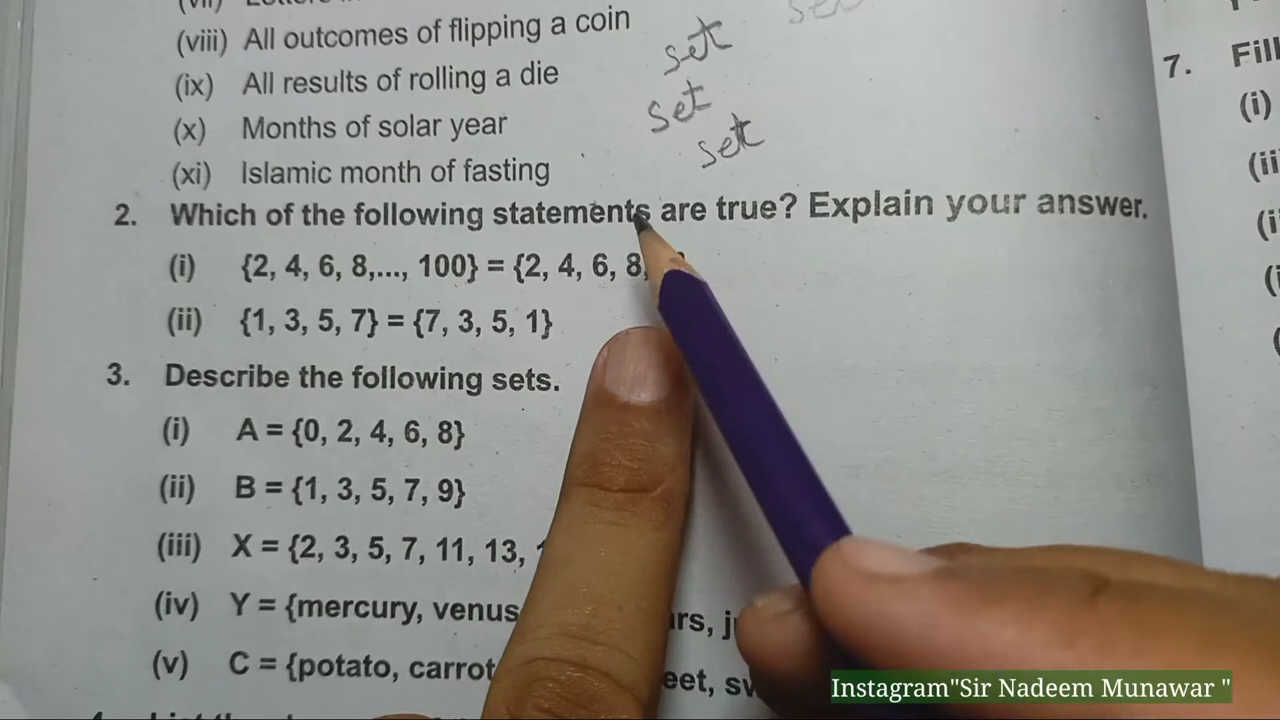 (viii) All outcomes of flipping a coin set
(ix) All results of rolling a die set
(x) Months of solar year set
(xi) Islamic month of fasting
2. Which of the following statements are true? Explain your answer.
(i) {2, 4, 6, 8,..., 100} = {2, 4, 6, 8,
(ii) {1, 3, 5, 7} = {7, 3, 5, 1}
3. Describe the following sets.
(i) A = {0, 2, 4, 6, 8}
(ii) B = {1, 3, 5, 7, 9}
(iii) X = {2, 3, 5, 7, 11, 13,
(iv) Y = {mercury, venus
(v) C = {potato, carrot
7. Fill
(i)
Instagram"Sir Nadeem Munawar "